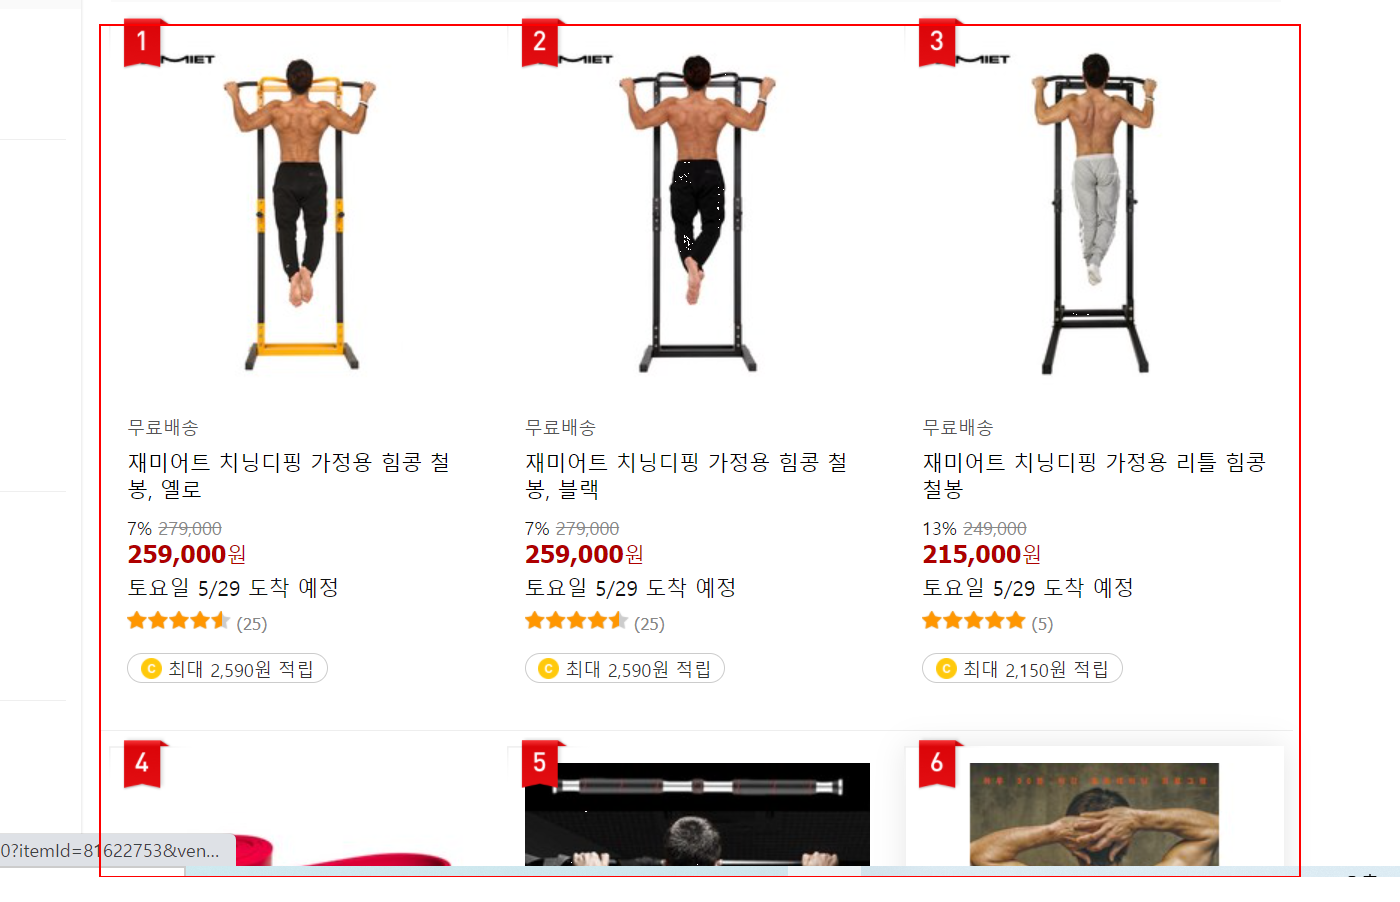 1
MIET
2
MIET
3
MIET
무료배송
재미어트 치닝디핑 가정용 힘콩 철
봉, 옐로
7% 279,000
259,000원
토요일 5/29 도착 예정
(25)
C 최대 2,590원 적립
무료배송
재미어트 치닝디핑 가정용 힘콩 철
봉, 블랙
7% 279,000
259,000원
토요일 5/29 도착 예정
(25)
C 최대 2,590원 적립
무료배송
재미어트 치닝디핑 가정용 리틀 힘콩
철봉
13% 249,000
215,000원
토요일 5/29 도착 예정
(5)
C 최대 2,150원 적립
4
5
6
0?itemId=81622753&ven...